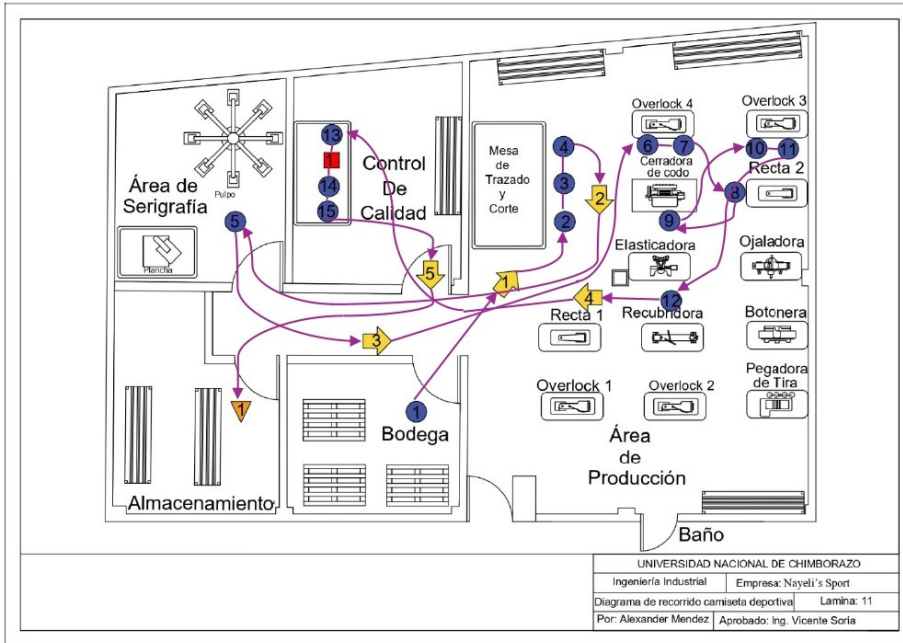 Área de
Serigrafía
Pulpo
5
Plancha
13
1
14
15
Control
De
Calidad
5
Mesa
de
Trazado
y
Corte
4
3
2
2
1
Overlock 4
6
7
Cerradora
de codo
9
Overlock 3
10
11
8
Recta 2
Elasticadora
Ojaladora
12
4
3
Recta 1
Recubridora
Botonera
Overlock 1
Overlock 2
Pegadora
de Tira
1
Almacenamiento
1
Bodega
Área
de
Producción
Baño
UNIVERSIDAD NACIONAL DE CHIMBORAZO
Ingeniería Industrial
Empresa: Nayeli´s Sport
Diagrama de recorrido camiseta deportiva
Lamina: 11
Por: Alexander Mendez
Aprobado: Ing. Vicente Soria